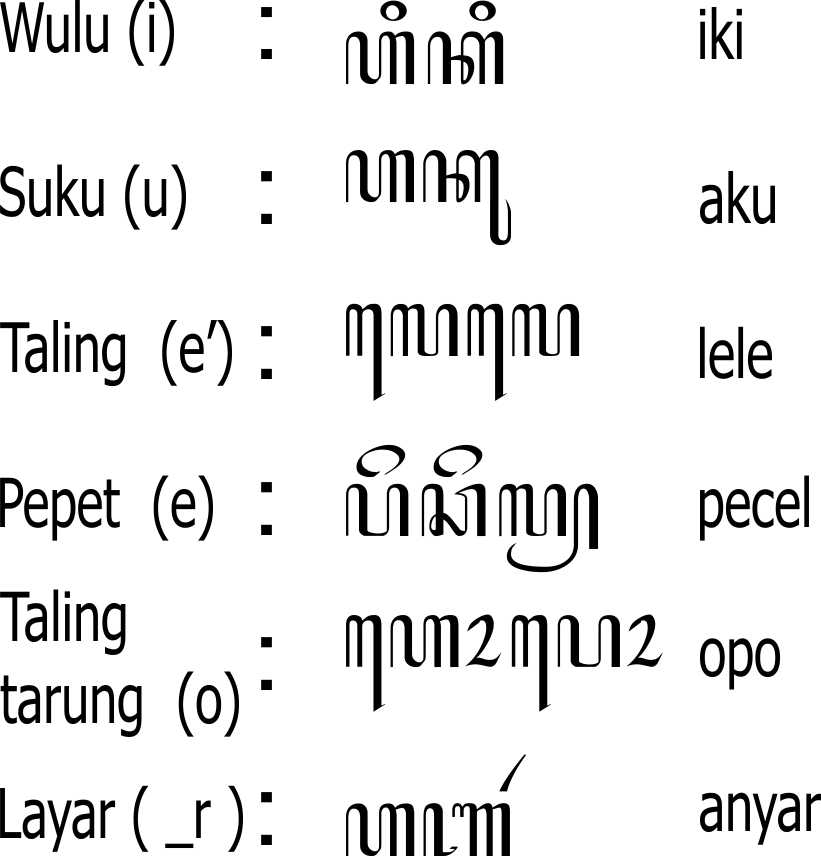 Wulu (i) : ꦲꦶꦏꦶ iki
Suku (u) : ꦲꦏꦸ aku
Taling (e’) : ꦭꦺꦭꦺ lele
Pepet (e) : ꦥꦼꦕꦼꦭ꧀ pecel
Taling
tarung (o) : ꦲꦺꦴꦥꦺꦴ opo
Layar ( _r ) : ꦲꦚꦂ anyar